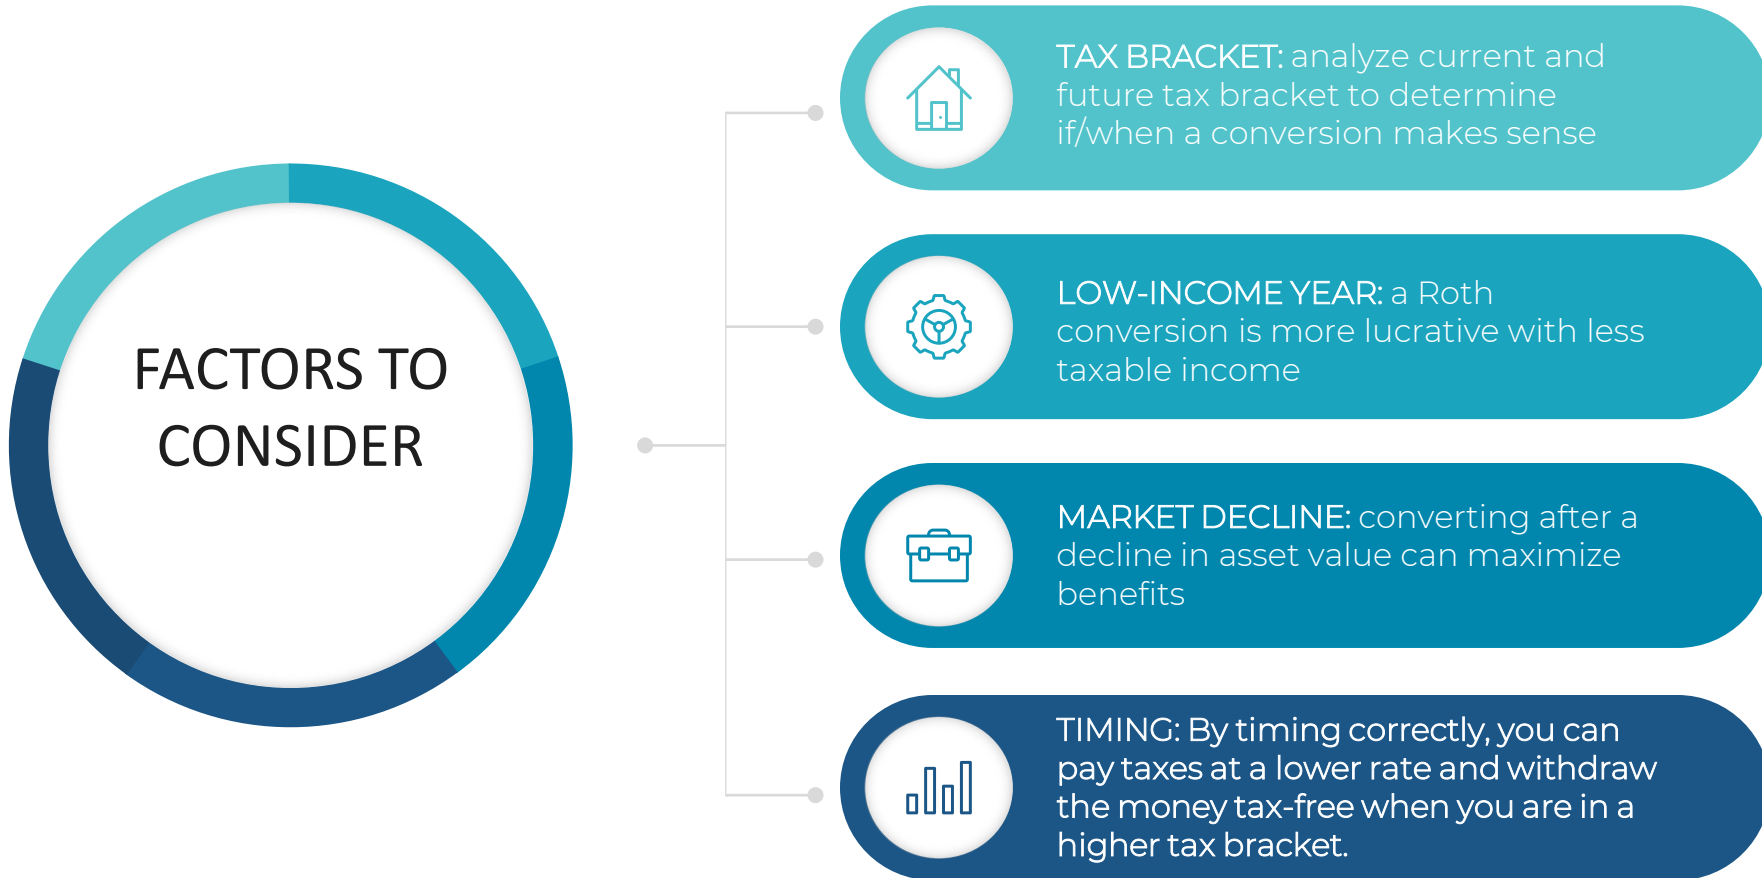 FACTORS TO
CONSIDER
TAX BRACKET: analyze current and
future tax bracket to determine
if/when a conversion makes sense
LOW-INCOME YEAR: a Roth
conversion is more lucrative with less
taxable income
MARKET DECLINE: converting after a
decline in asset value can maximize
benefits
TIMING: By timing correctly, you can
pay taxes at a lower rate and withdraw
the money tax-free when you are in a
higher tax bracket.